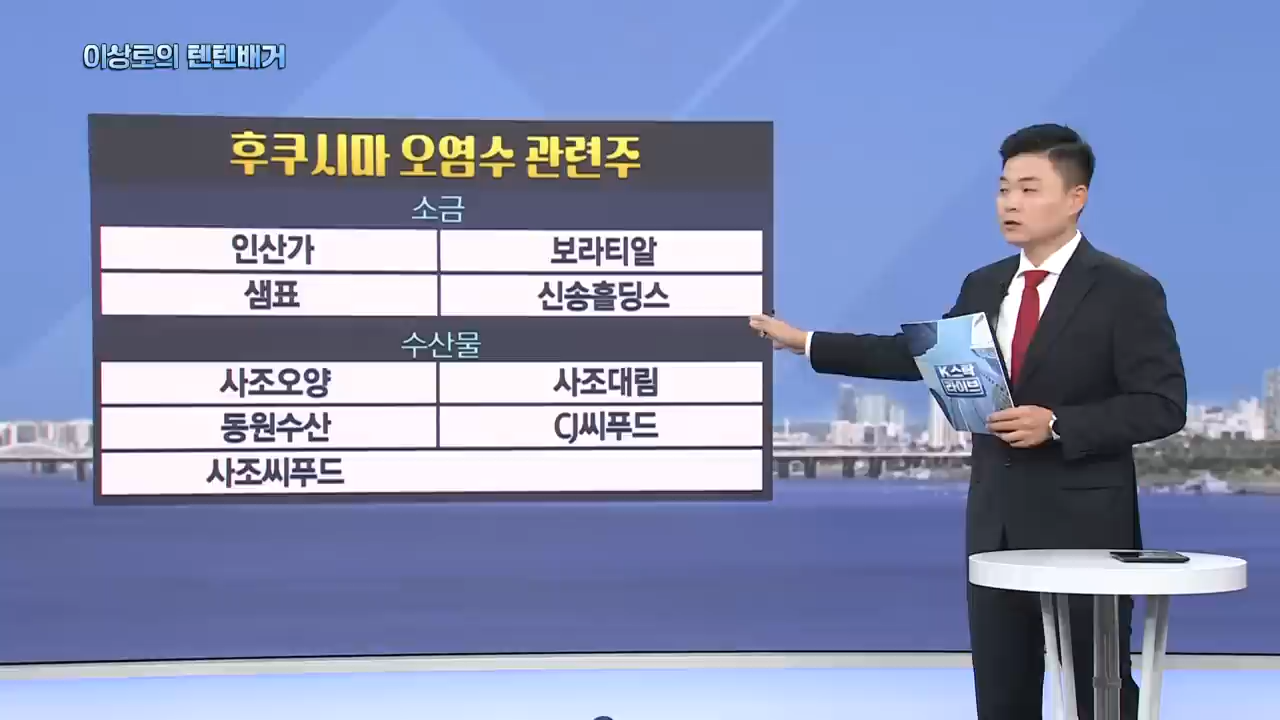 이상로의 텐텐배거
후쿠시마 오염수 관련주
소금
인산가 보라티알
샘표 신송홀딩스
수산물
사조오양 사조대림
동원수산 CJ씨푸드
사조씨푸드
K스탁
라이브